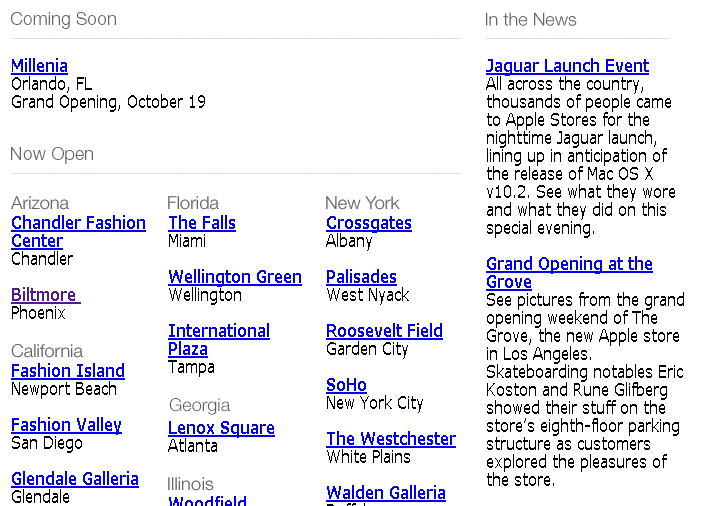 Coming Soon
Millenia
Orlando, FL
Grand Opening, October 19
Now Open
Arizona
Chandler Fashion
Center
Chandler
Biltmore
Phoenix
California
Fashion Island
Newport Beach
Fashion Valley
San Diego
Glendale Galleria
Glendale
Florida
The Falls
Miami
Wellington Green
Wellington
International
Plaza
Tampa
Georgia
Lenox Square
Atlanta
Illinois
Woodfield
New York
Crossgates
Albany
Palisades
West Nyack
Roosevelt Field
Garden City
SoHo
New York City
The Westchester
White Plains
Walden Galleria
In the News
Jaguar Launch Event
All across the country,
thousands of people came
to Apple Stores for the
nighttime Jaguar launch,
lining up in anticipation of
the release of Mac OS X
v10.2. See what they wore
and what they did on this
special evening.
Grand Opening at the
Grove
See pictures from the grand
opening weekend of The
Grove, the new Apple store
in Los Angeles.
Skateboarding notables Eric
Koston and Rune Glifberg
showed their stuff on the
store's eighth-floor parking
structure as customers
explored the pleasures of
the store.